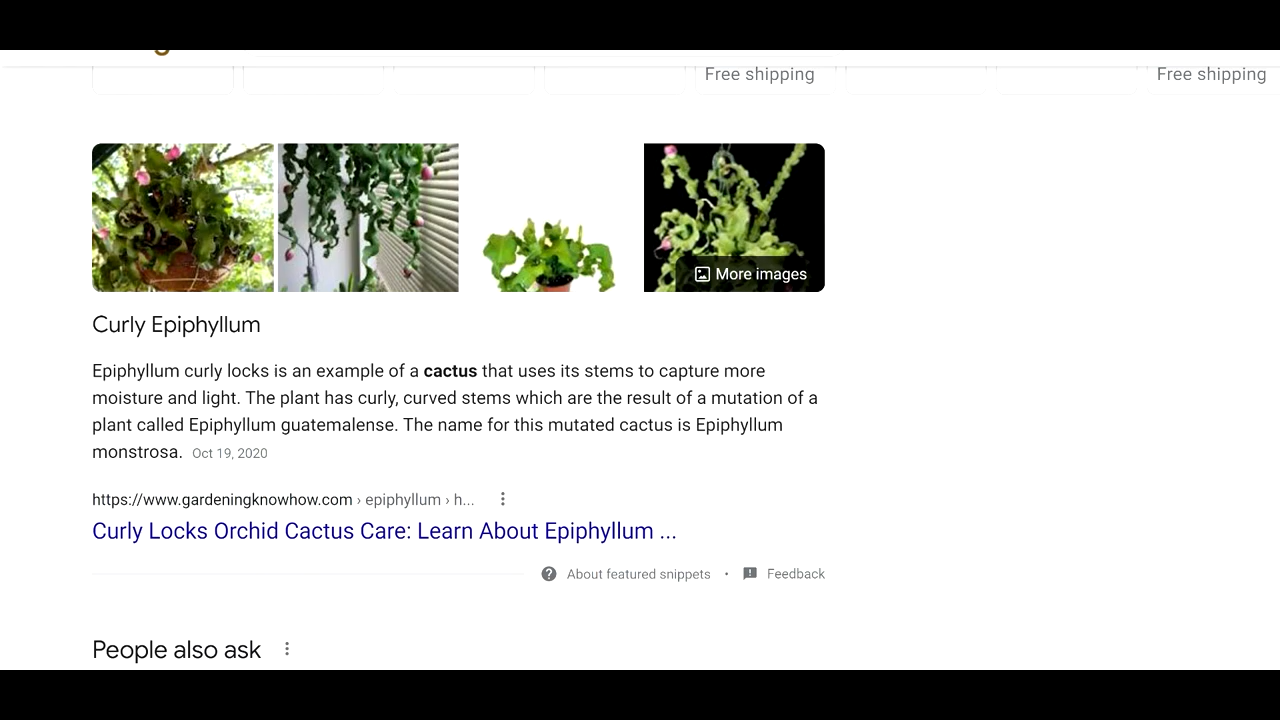 Free shipping
Free shipping
More images
Curly Epiphyllum
Epiphyllum curly locks is an example of a cactus that uses its stems to capture more
moisture and light. The plant has curly, curved stems which are the result of a mutation of a
plant called Epiphyllum guatemalense. The name for this mutated cactus is Epiphyllum
monstrosa. Oct 19, 2020
https://www.gardeningknowhow.com › epiphyllum › h...
Curly Locks Orchid Cactus Care: Learn About Epiphyllum ...
About featured snippets • Feedback
People also ask